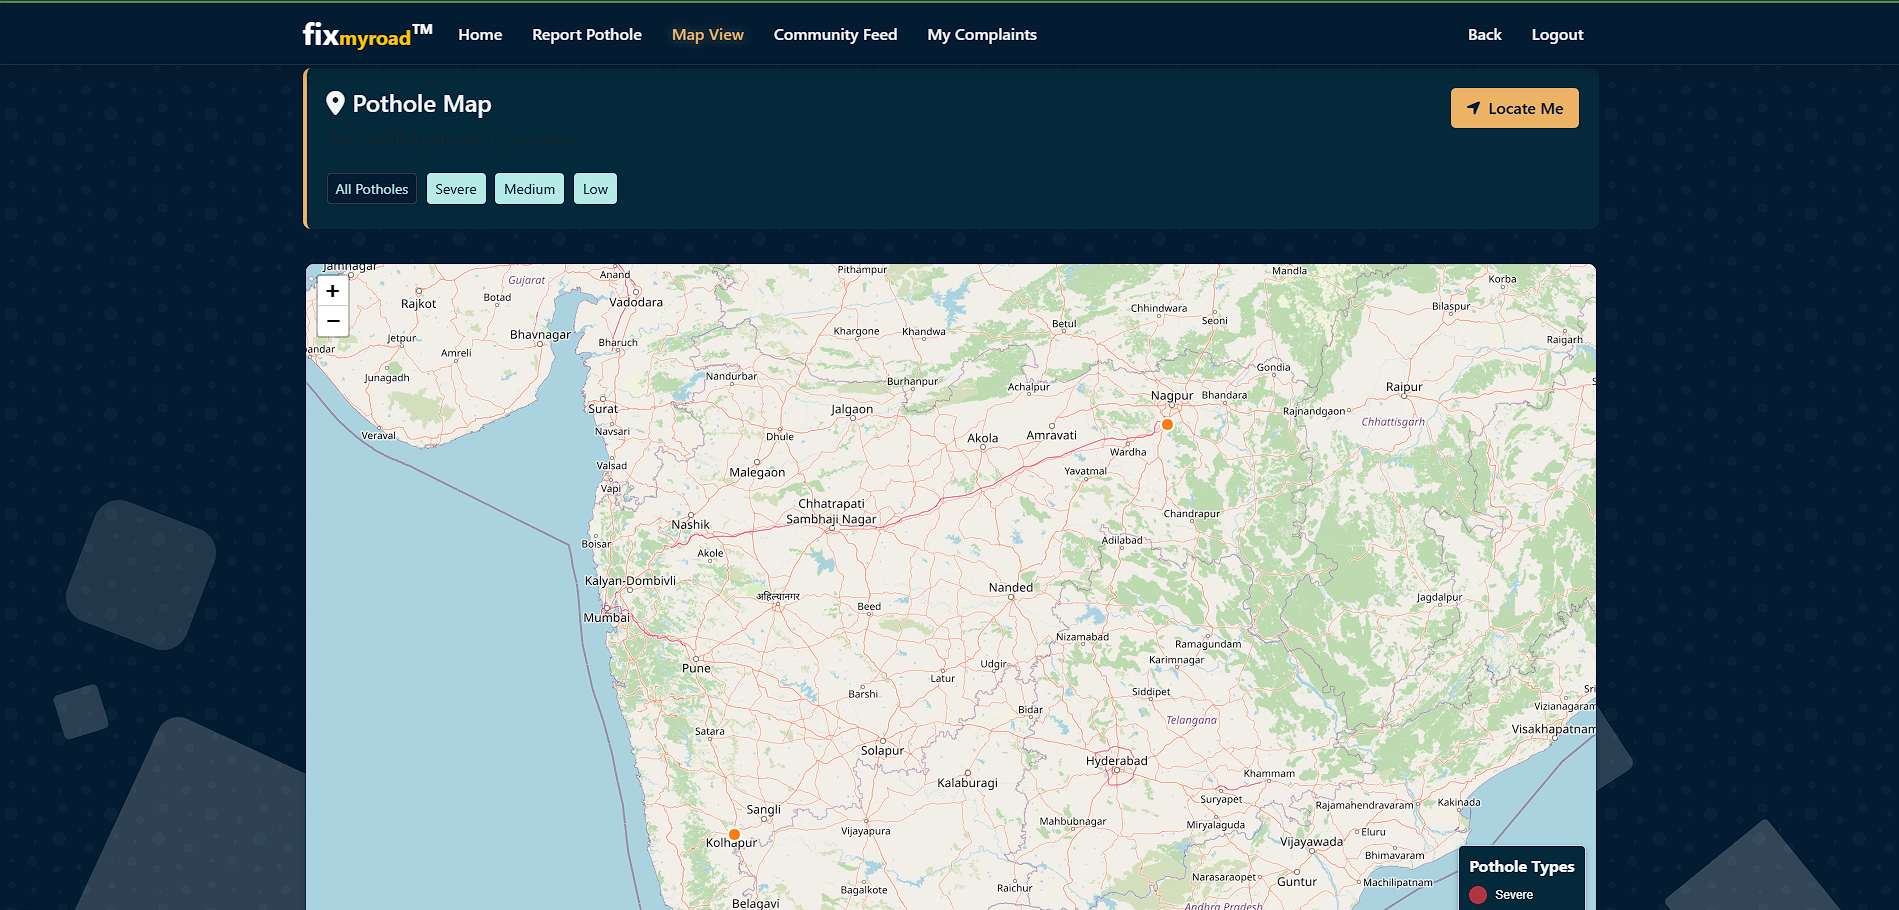 fixmyroad™ Home Report Pothole Map View Community Feed My Complaints Back Logout
Pothole Map
Locate Me
All Potholes Severe Medium Low
+
−
Jamnagar
Gujarat
Anand
Pithampur
Mandla
Korba
Rajkot
Botad
Vadodara
Chhindwara
Bilaspur
Seoni
Betul
Bhavnagar
Khargone
Khandwa
Jetpur
Bharuch
Raigarh
Amreli
Junagadh
Nandurbar
Burhanpur
Achalpur
Gondia
Raipur
Nagpur
Bhandara
Surat
Jalgaon
Rajnandgaon
Chhattisgarh
Veraval
Navsari
Dhule
Akola
Amravati
Wardha
Valsad
Malegaon
Yavatmal
Vapi
Chhatrapati
Sambhaji Nagar
Chandrapur
Nashik
Boisar
Akole
Adilabad
Kalyan-Dombivli
Nanded
अहिल्यानगर
Beed
Jagdalpur
Mumbai
Nizamabad
Ramagundam
Karimnagar
Pune
Udgir
Latur
Barshi
Siddipet
Vizianagaram
Bidar
Telangana
Satara
Visakhapatnam
Solapur
Hyderabad
Khammam
Kalaburagi
Suryapet
Rajamahendravaram
Kakinada
Sangli
Mahbubnagar
Miryalaguda
Vijayapura
Eluru
Kolhapur
Vijayawada
Bhimavaram
Narasaraopet
Guntur
Machilipatnam
Bagalkote
Raichur
Belagavi
Andhra Pradesh
Pothole Types
Severe